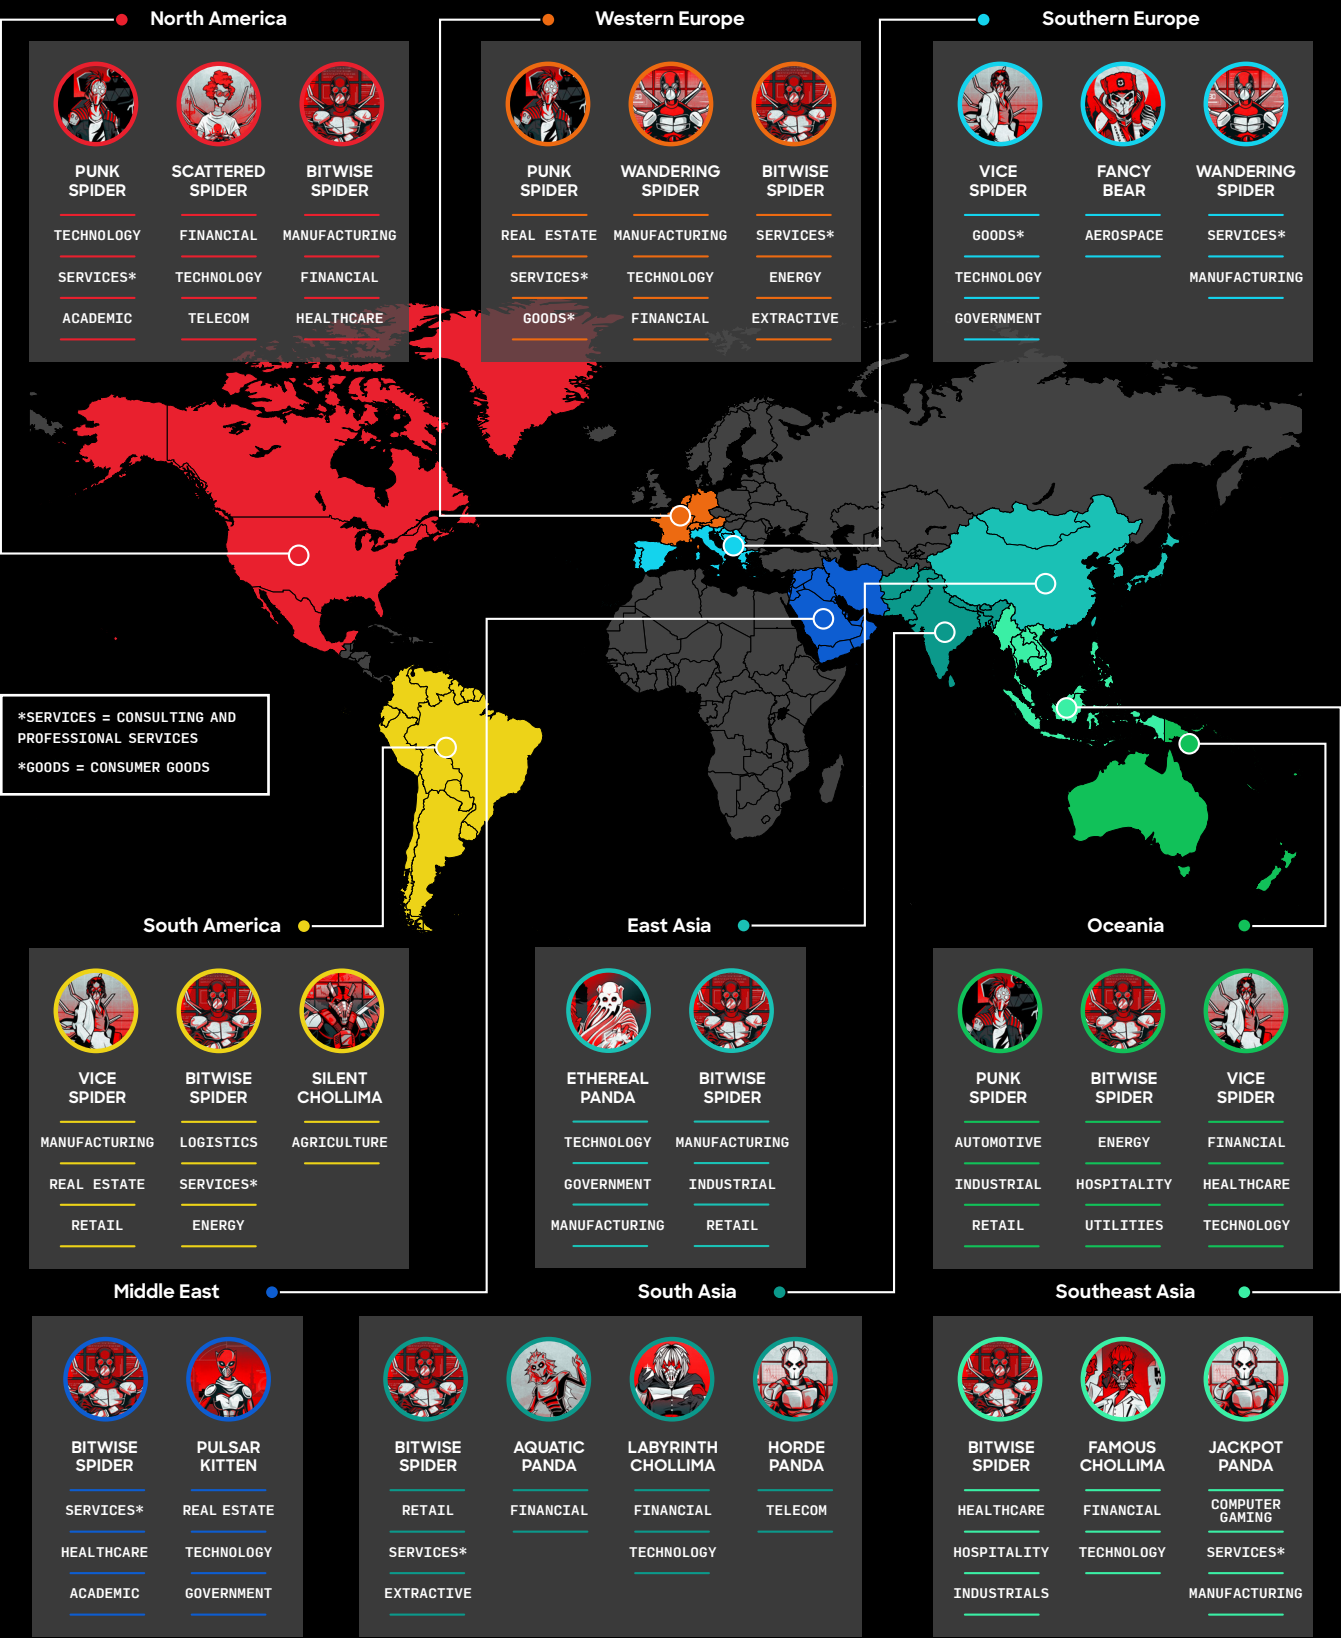 North America
PUNK
SPIDER
TECHNOLOGY
SERVICES*
ACADEMIC
SCATTERED
SPIDER
FINANCIAL
TECHNOLOGY
TELECOM
BITWISE
SPIDER
MANUFACTURING
FINANCIAL
HEALTHCARE
Western Europe
PUNK
SPIDER
REAL ESTATE
SERVICES*
GOODS*
WANDERING
SPIDER
MANUFACTURING
TECHNOLOGY
FINANCIAL
BITWISE
SPIDER
SERVICES*
ENERGY
EXTRACTIVE
Southern Europe
VICE
SPIDER
GOODS*
TECHNOLOGY
GOVERNMENT
FANCY
BEAR
AEROSPACE
WANDERING
SPIDER
SERVICES*
MANUFACTURING
*SERVICES = CONSULTING AND
PROFESSIONAL SERVICES
*GOODS = CONSUMER GOODS
South America
VICE
SPIDER
MANUFACTURING
REAL ESTATE
RETAIL
BITWISE
SPIDER
LOGISTICS
SERVICES*
ENERGY
SILENT
CHOLLIMA
AGRICULTURE
East Asia
ETHEREAL
PANDA
TECHNOLOGY
GOVERNMENT
MANUFACTURING
BITWISE
SPIDER
MANUFACTURING
INDUSTRIAL
RETAIL
Oceania
PUNK
SPIDER
AUTOMOTIVE
INDUSTRIAL
RETAIL
BITWISE
SPIDER
ENERGY
HOSPITALITY
UTILITIES
VICE
SPIDER
FINANCIAL
HEALTHCARE
TECHNOLOGY
Middle East
BITWISE
SPIDER
SERVICES*
HEALTHCARE
ACADEMIC
PULSAR
KITTEN
REAL ESTATE
TECHNOLOGY
GOVERNMENT
South Asia
BITWISE
SPIDER
RETAIL
SERVICES*
EXTRACTIVE
AQUATIC
PANDA
FINANCIAL
LABYRINTH
CHOLLIMA
FINANCIAL
TECHNOLOGY
HORDE
PANDA
TELECOM
Southeast Asia
BITWISE
SPIDER
HEALTHCARE
HOSPITALITY
INDUSTRIALS
FAMOUS
CHOLLIMA
FINANCIAL
TECHNOLOGY
JACKPOT
PANDA
COMPUTER
GAMING
SERVICES*
MANUFACTURING